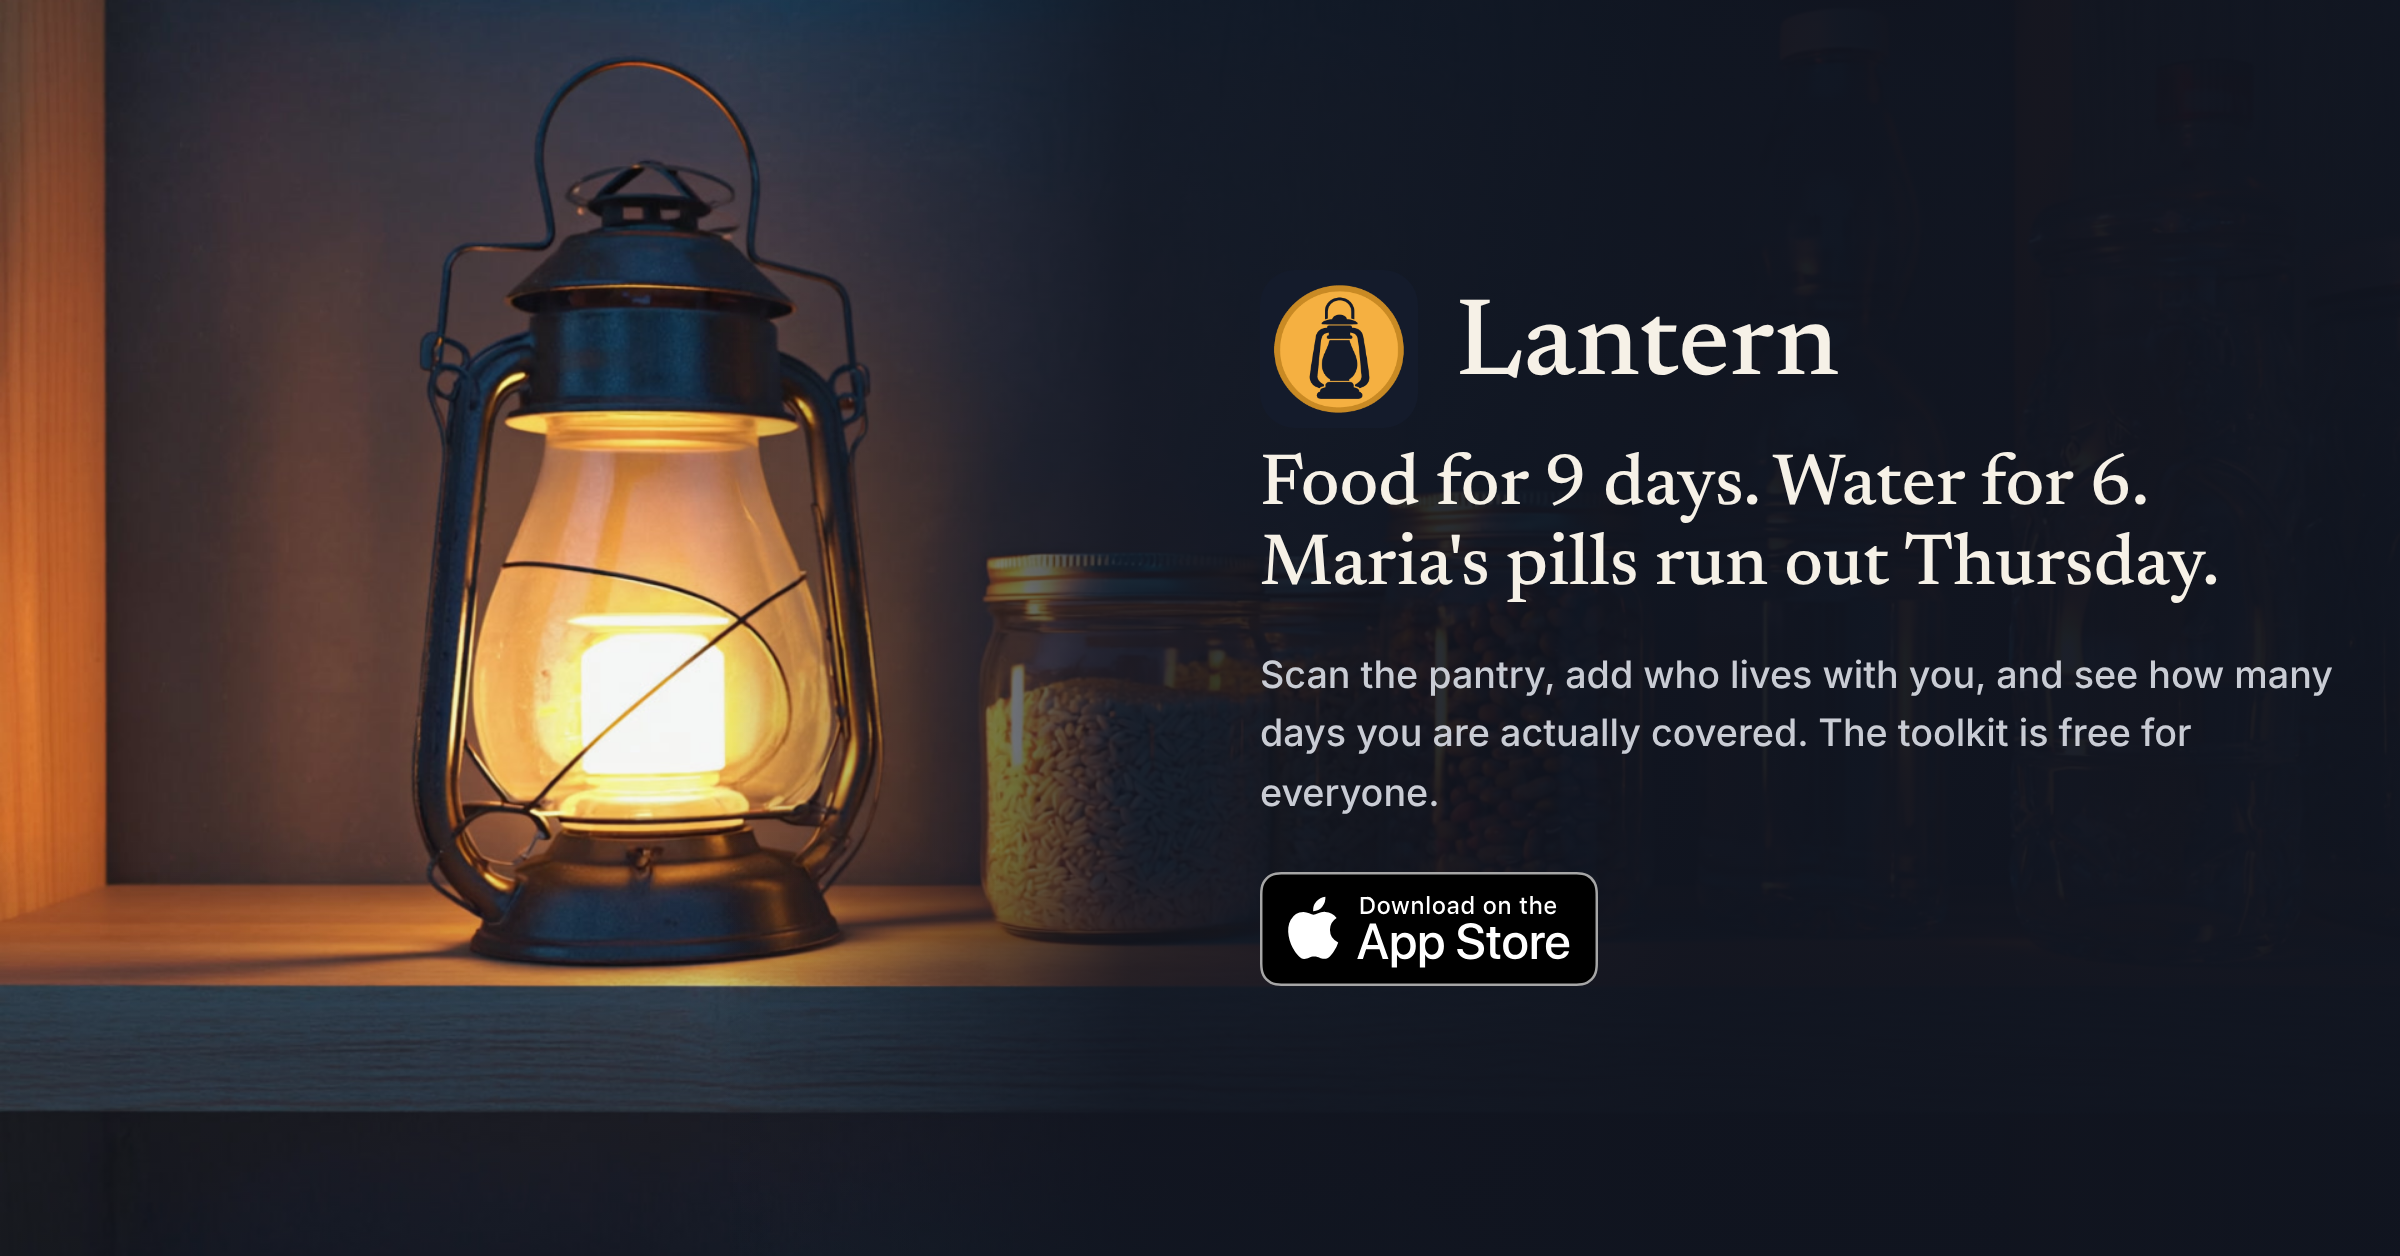 Lantern
Food for 9 days. Water for 6.
Maria's pills run out Thursday.
Scan the pantry, add who lives with you, and see how many
days you are actually covered. The toolkit is free for
everyone.
Download on the
App Store